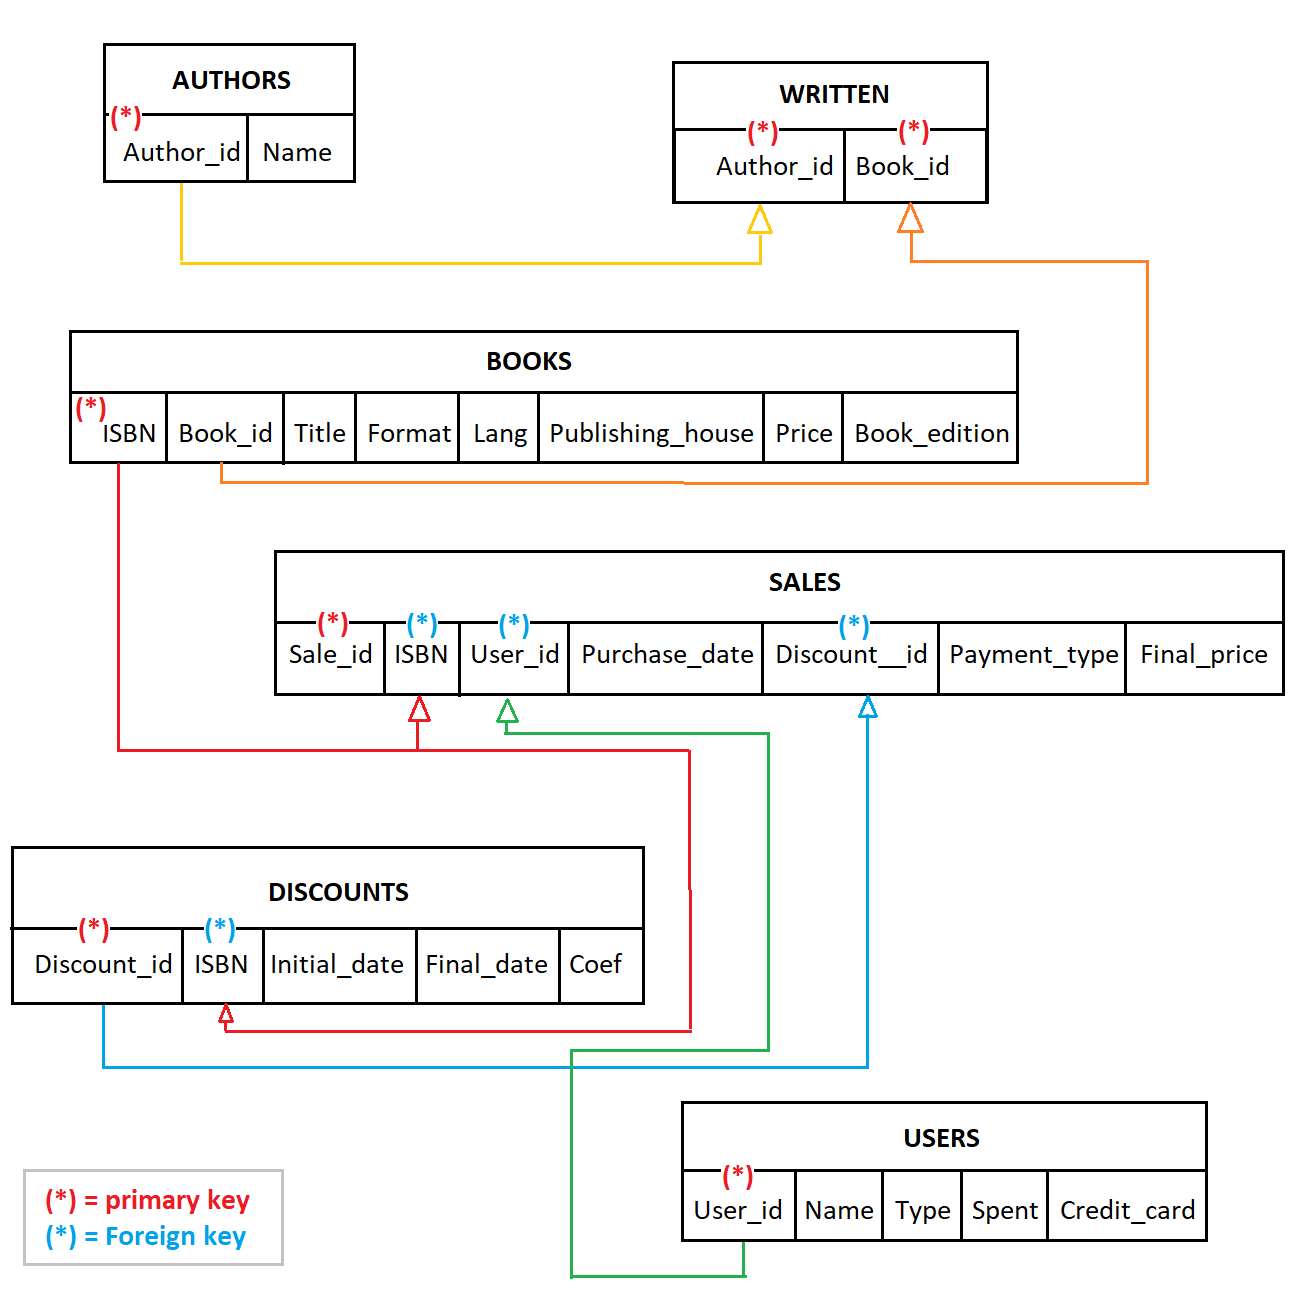 AUTHORS
(*)
Author_id Name
WRITTEN
(*) (*)
Author_id Book_id
BOOKS
(*)
ISBN Book_id Title Format Lang Publishing_house Price Book_edition
SALES
(*) (*) (*) (*)
Sale_id ISBN User_id Purchase_date Discount__id Payment_type Final_price
DISCOUNTS
(*) (*)
Discount_id ISBN Initial_date Final_date Coef
USERS
(*)
User_id Name Type Spent Credit_card
(*) = primary key
(*) = Foreign key